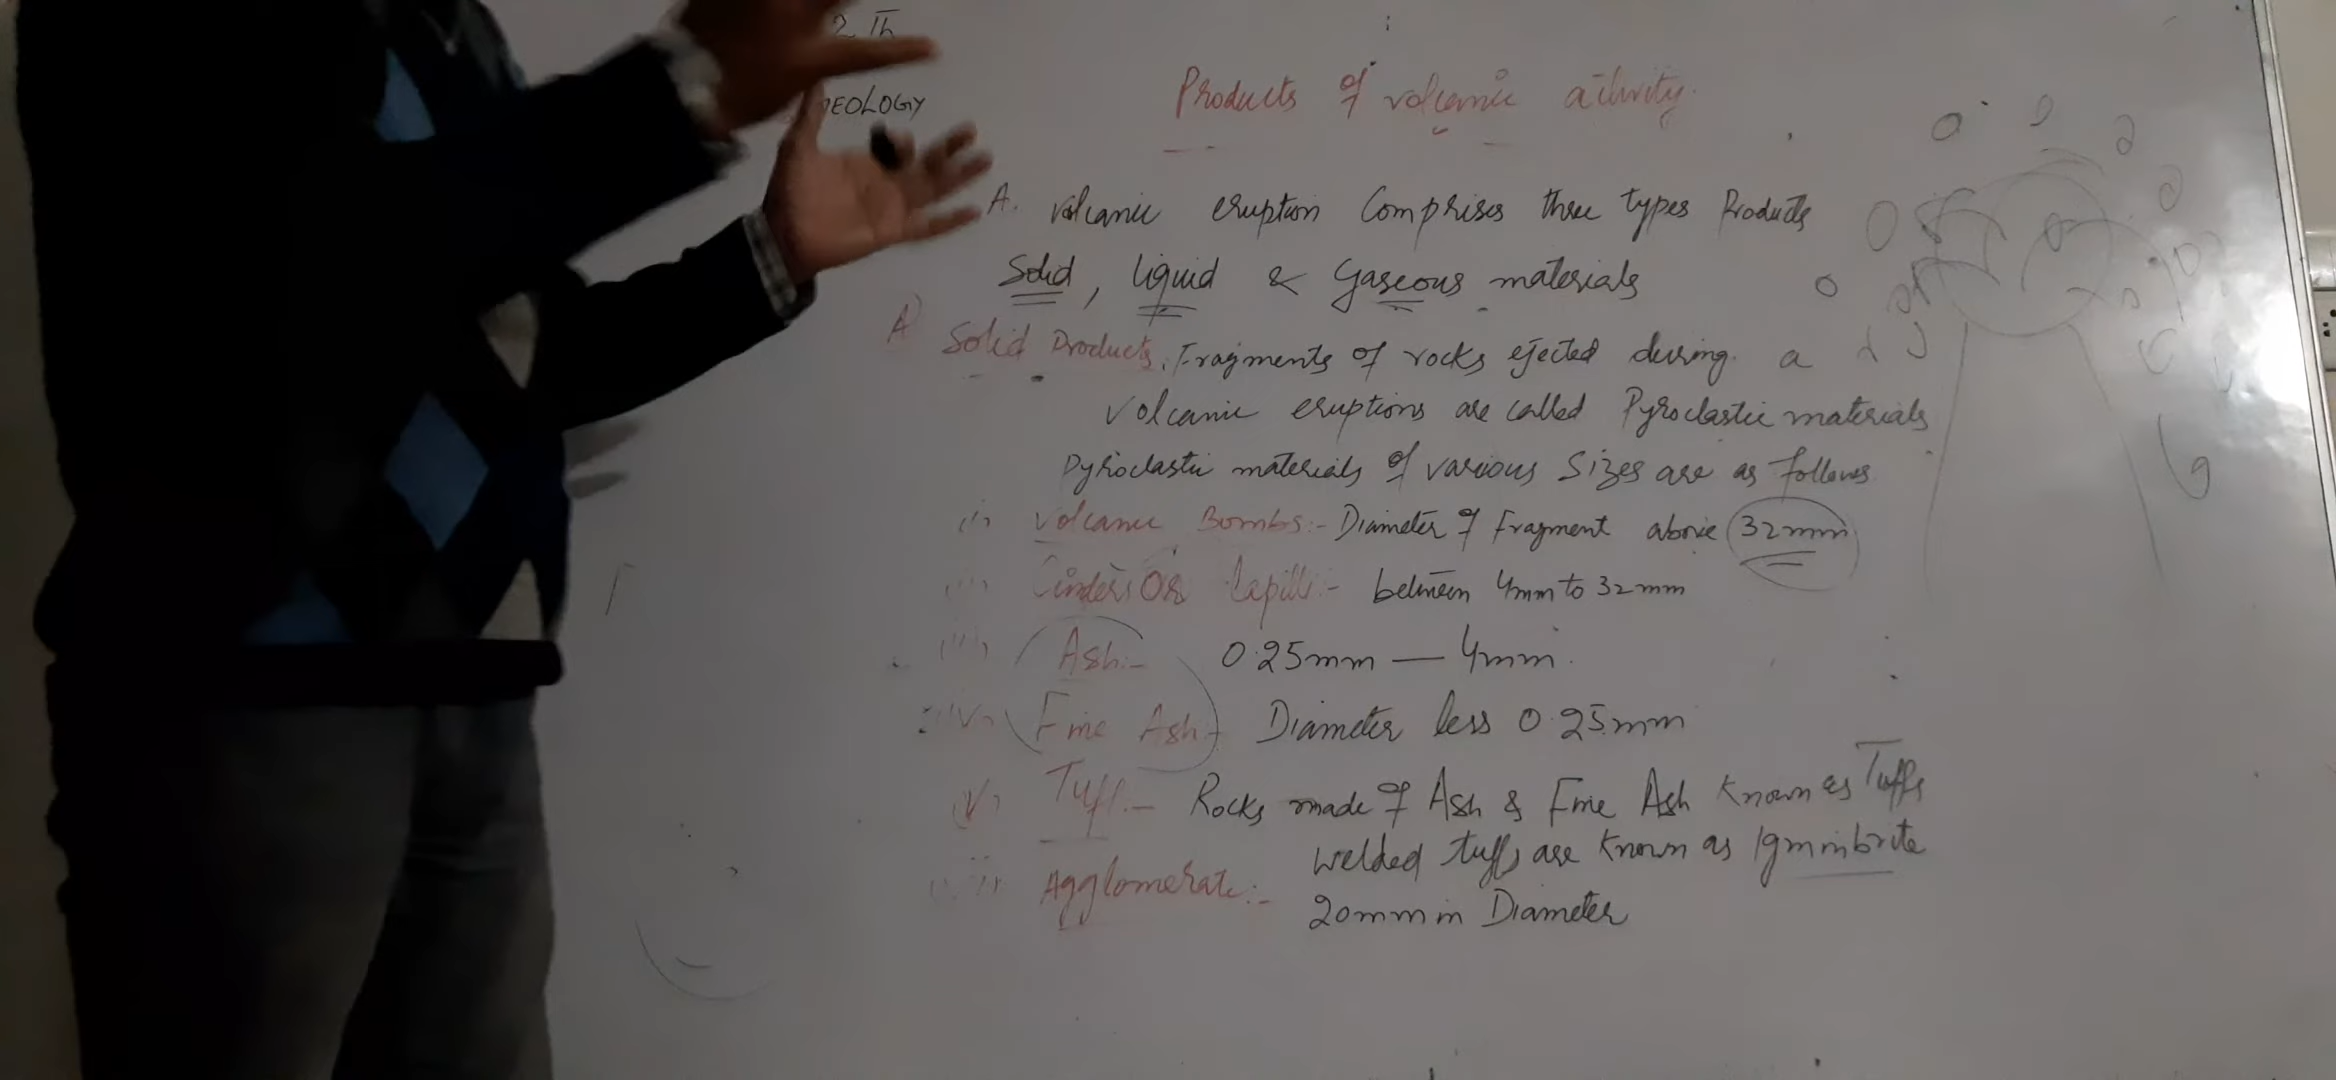 2 Th
EOLOGY
Products of volcanic activity.
A. Volcanic eruption Comprises three types Products
Solid, liquid & Gaseous materials
A) Solid Products. Fragments of rocks ejected during a
Volcanic eruptions are called Pyroclastic materials
Pyroclastic materials of various Sizes are as follows
(i) Volcanic Bombs:- Diameter of fragment above 32mm
(ii) Cinders Or Lapilli:- between 4mm to 32mm
(iii) Ash:- 0.25mm — 4mm.
(iv) Fine Ash:- Diameter less 0.25mm
(v) Tuff:- Rocks made of Ash & Fine Ash Known as Tuffs
welded tuffs are known as Igminbrite
Agglomerate:- 20mm in Diameter